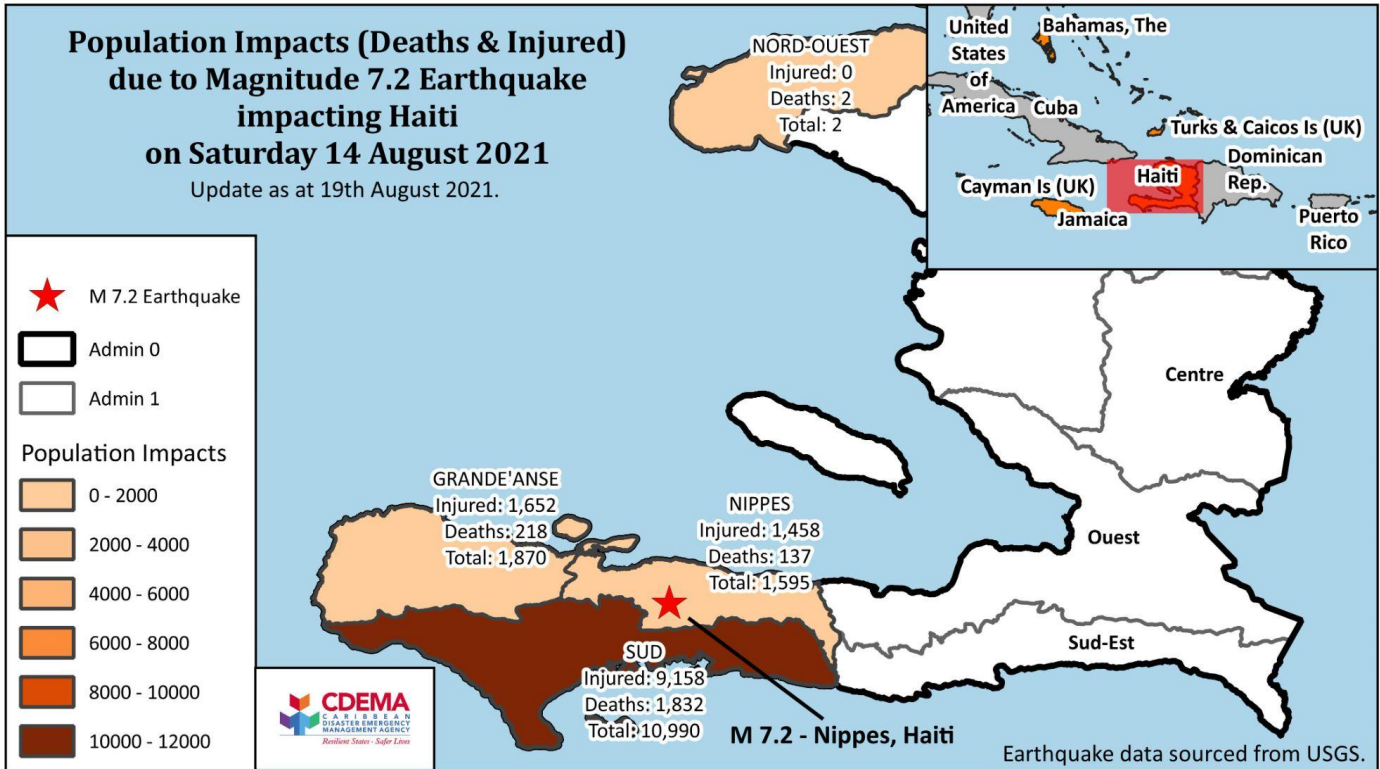 Population Impacts (Deaths & Injured)
due to Magnitude 7.2 Earthquake
impacting Haiti
on Saturday 14 August 2021
Update as at 19th August 2021.
NORD-OUEST
Injured: 0
Deaths: 2
Total: 2
United
States
of
America
Bahamas, The
Cuba
Turks & Caicos Is (UK)
Dominican
Rep.
Haiti
Cayman Is (UK)
Jamaica
Puerto
Rico
M 7.2 Earthquake
Admin 0
Admin 1
Population Impacts
0 - 2000
2000 - 4000
4000 - 6000
6000 - 8000
8000 - 10000
10000 - 12000
GRANDE'ANSE
Injured: 1,652
Deaths: 218
Total: 1,870
NIPPES
Injured: 1,458
Deaths: 137
Total: 1,595
SUD
Injured: 9,158
Deaths: 1,832
Total: 10,990
Centre
Ouest
Sud-Est
M 7.2 - Nippes, Haiti
CDEMA
CARIBBEAN
DISASTER EMERGENCY
MANAGEMENT AGENCY
Resilient States - Safer Lives
Earthquake data sourced from USGS.